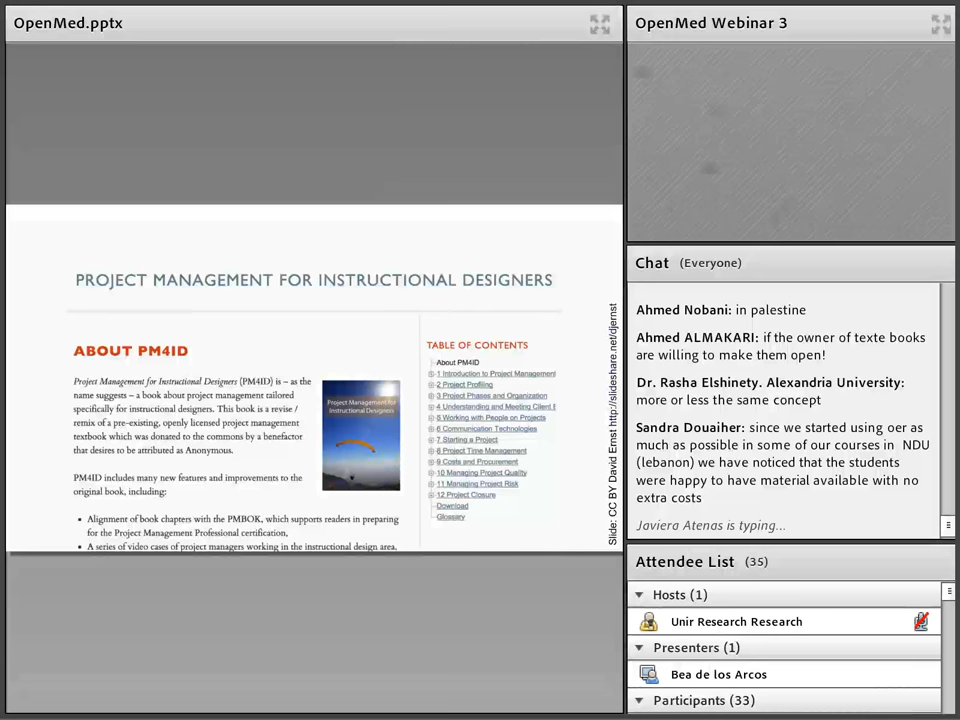 OpenMed.pptx
PROJECT MANAGEMENT FOR INSTRUCTIONAL DESIGNERS
ABOUT PM4ID
Project Management for Instructional Designers (PM4ID) is – as the
name suggests – a book about project management tailored
specifically for instructional designers. This book is a revise /
remix of a pre-existing, openly licensed project management
textbook which was donated to the commons by a benefactor
that desires to be attributed as Anonymous.
PM4ID includes many new features and improvements to the
original book, including:
Alignment of book chapters with the PMBOK, which supports readers in preparing
for the Project Management Professional certification,
A series of video cases of project managers working in the instructional design area,
Project Management for
Instructional Designers
TABLE OF CONTENTS
About PM4ID
1 Introduction to Project Management
2 Project Profiling
3 Project Phases and Organization
4 Understanding and Meeting Client E
5 Working with People on Projects
6 Communication Technologies
7 Starting a Project
8 Project Time Management
9 Costs and Procurement
10 Managing Project Quality
11 Managing Project Risk
12 Project Closure
Download
Glossary
Slide: CC BY David Ernst http://slideshare.net/djernst
OpenMed Webinar 3
Chat (Everyone)
Ahmed Nobani: in palestine
Ahmed ALMAKARI: if the owner of texte books
are willing to make them open!
Dr. Rasha Elshinety. Alexandria University:
more or less the same concept
Sandra Douaiher: since we started using oer as
much as possible in some of our courses in NDU
(lebanon) we have noticed that the students
were happy to have material available with no
extra costs
Javiera Atenas is typing...
Attendee List (35)
Hosts (1)
Unir Research Research
Presenters (1)
Bea de los Arcos
Participants (33)